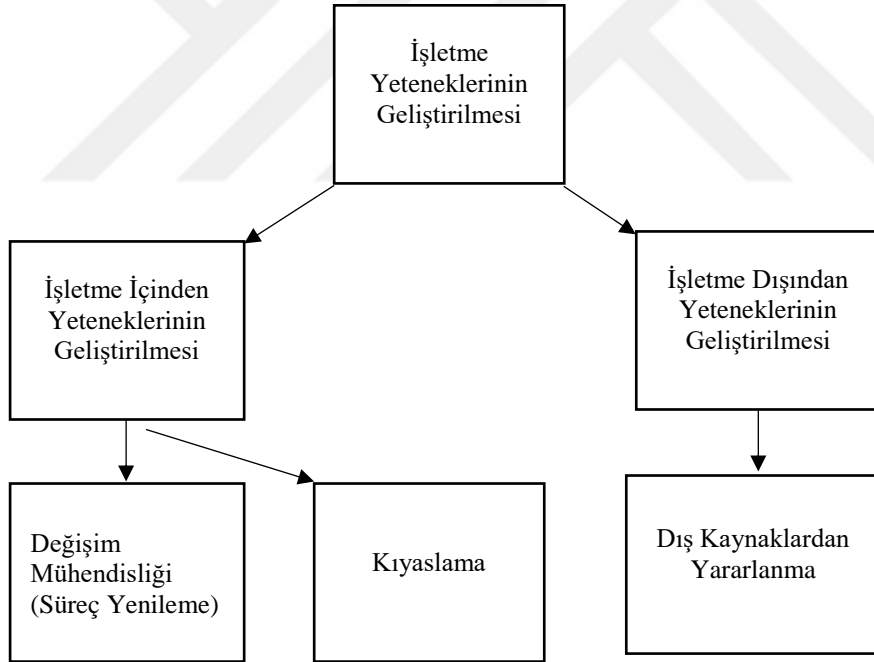 İşletme
Yeteneklerinin
Geliştirilmesi
İşletme İçinden
Yeteneklerinin
Geliştirilmesi
İşletme Dışından
Yeteneklerinin
Geliştirilmesi
Değişim
Mühendisliği
(Süreç Yenileme)
Kıyaslama
Dış Kaynaklardan
Yararlanma